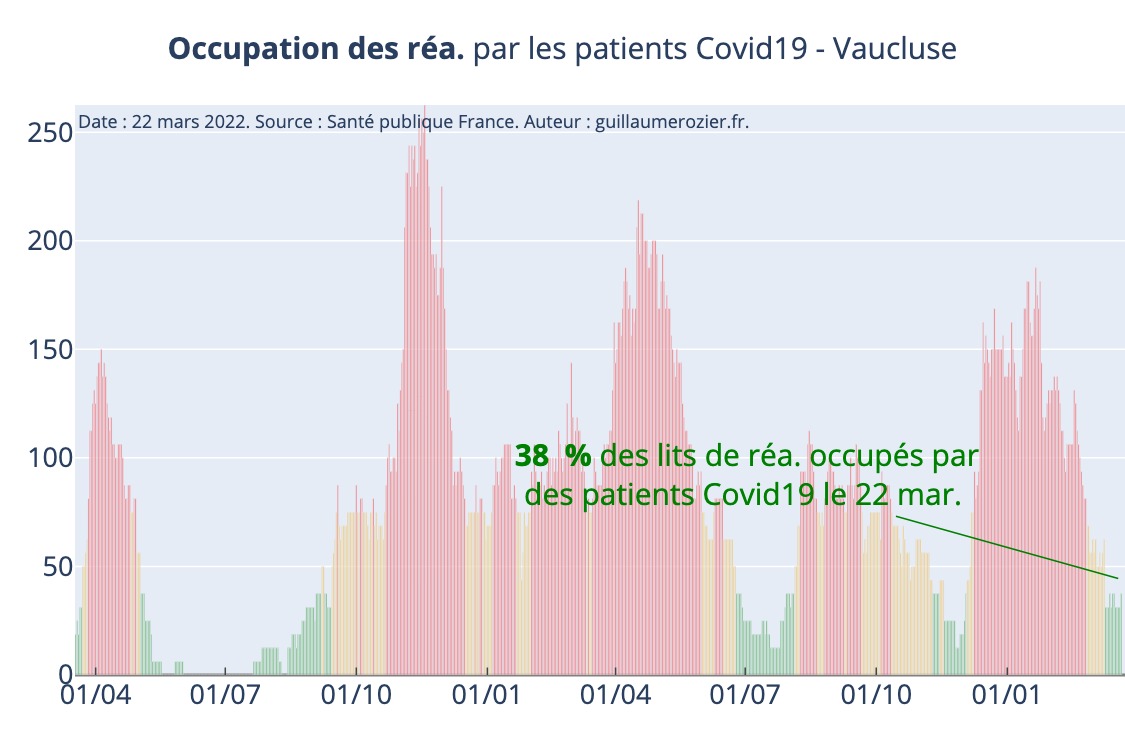 Occupation des réa. par les patients Covid19 - Vaucluse
Date : 22 mars 2022. Source : Santé publique France. Auteur : guillaumerozier.fr.
250
200
150
100
50
0
38 % des lits de réa. occupés par
des patients Covid19 le 22 mar.
01/04 01/07 01/10 01/01 01/04 01/07 01/10 01/01